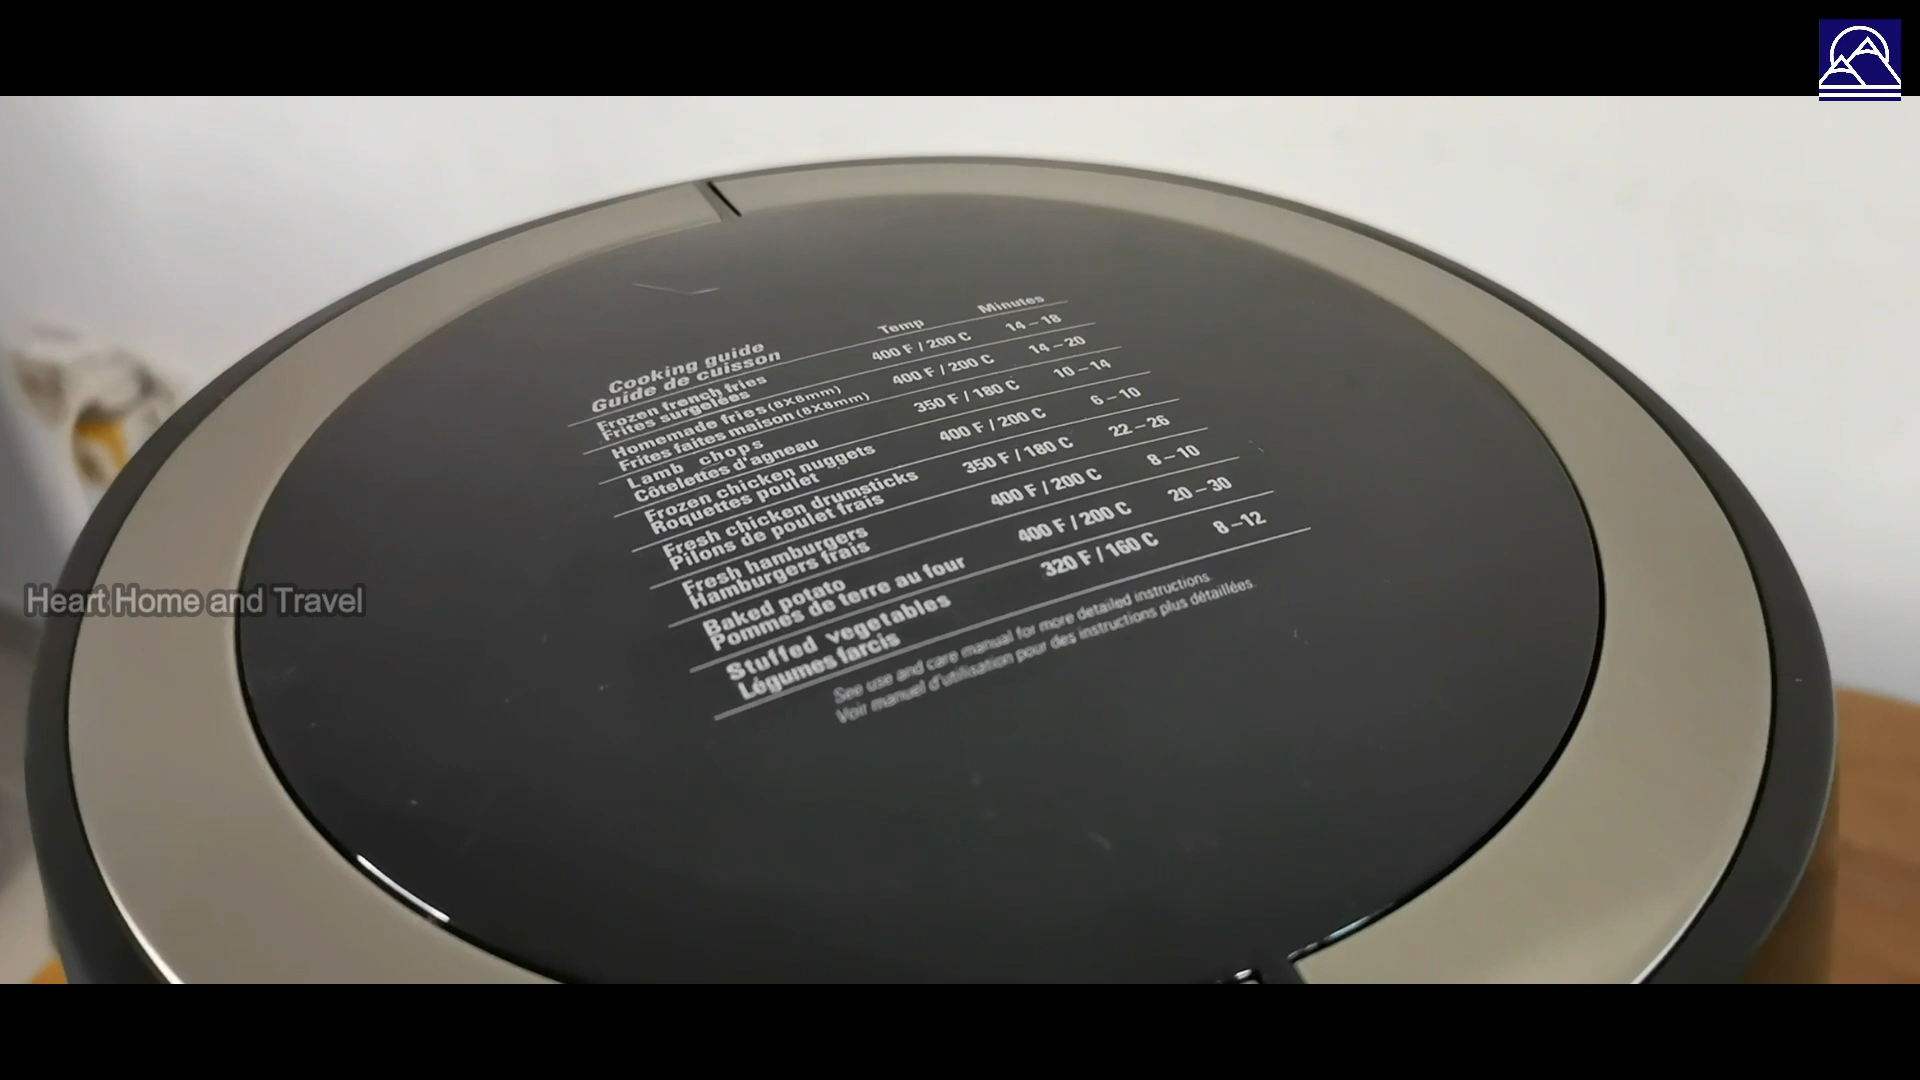 Temp Minutes
Cooking guide
Guide de cuisson
Frozen french fries 400 F / 200 C 14 – 18
Frites surgelées
Homemade fries (8X8mm) 400 F / 200 C 14 – 20
Frites faites maison (8X8mm)
Lamb chops 350 F / 180 C 10 – 14
Côtelettes d'agneau
Frozen chicken nuggets 400 F / 200 C 6 – 10
Roquettes poulet
Fresh chicken drumsticks 350 F / 180 C 22 – 26
Pilons de poulet frais
Fresh hamburgers 400 F / 200 C 8 – 10
Hamburgers frais
Baked potato 400 F / 200 C 20 – 30
Pommes de terre au four
Stuffed vegetables 320 F / 160 C 8 –12
Légumes farcis
See use and care manual for more detailed instructions.
Voir manuel d'utilisation pour des instructions plus détaillées.
Heart Home and Travel